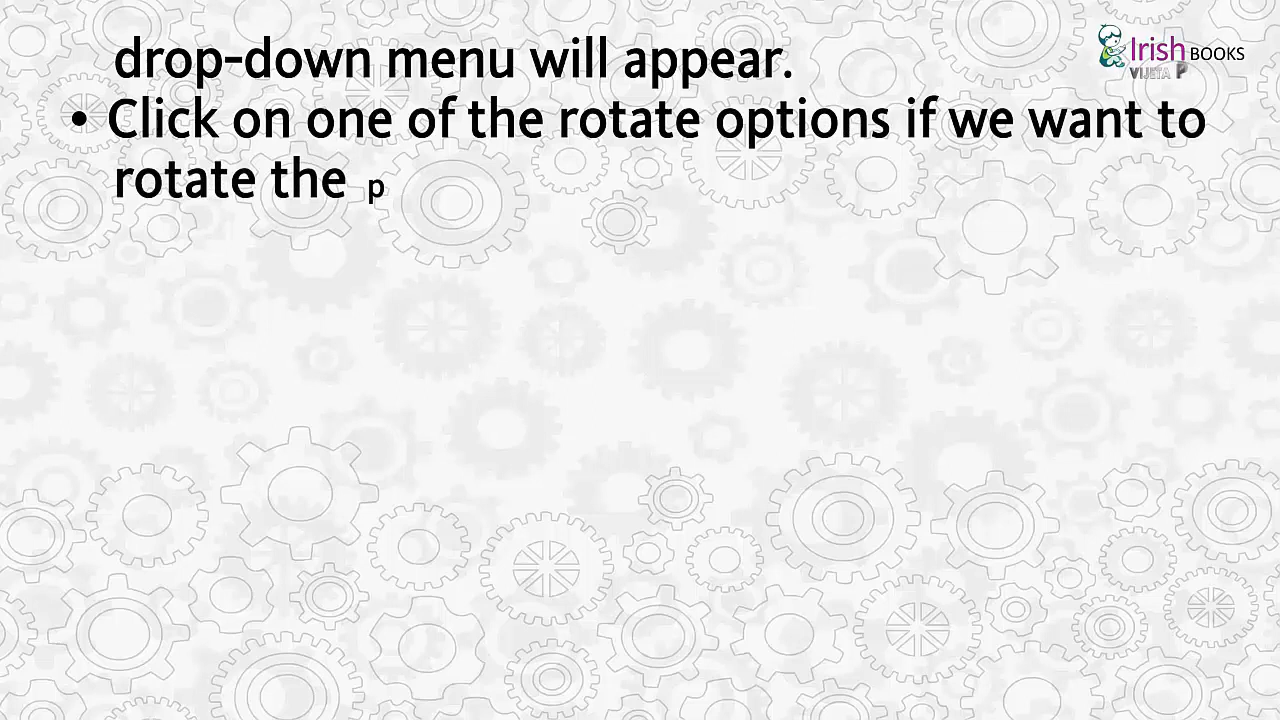 drop-down menu will appear.
• Click on one of the rotate options if we want to
rotate the p
Irish BOOKS
VIJETA P